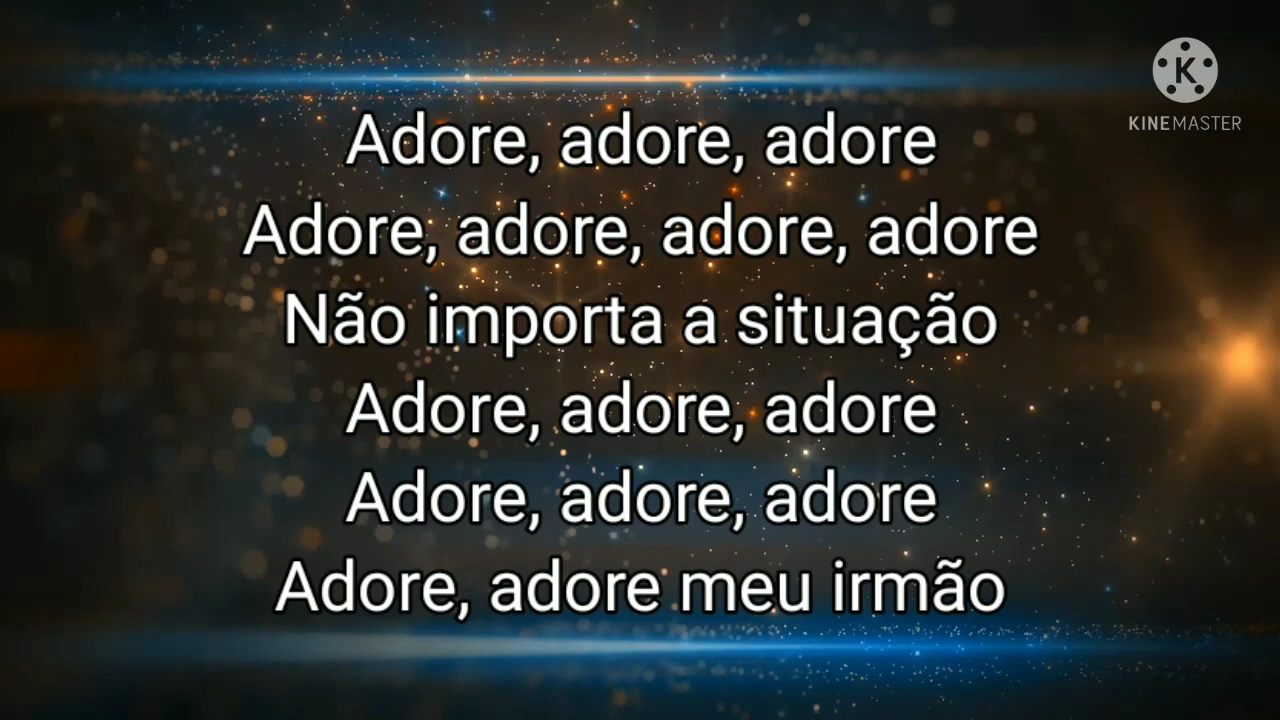 Adore, adore, adore
Adore, adore, adore, adore
Não importa a situação
Adore, adore, adore
Adore, adore, adore
Adore, adore meu irmão
K
KINEMASTER